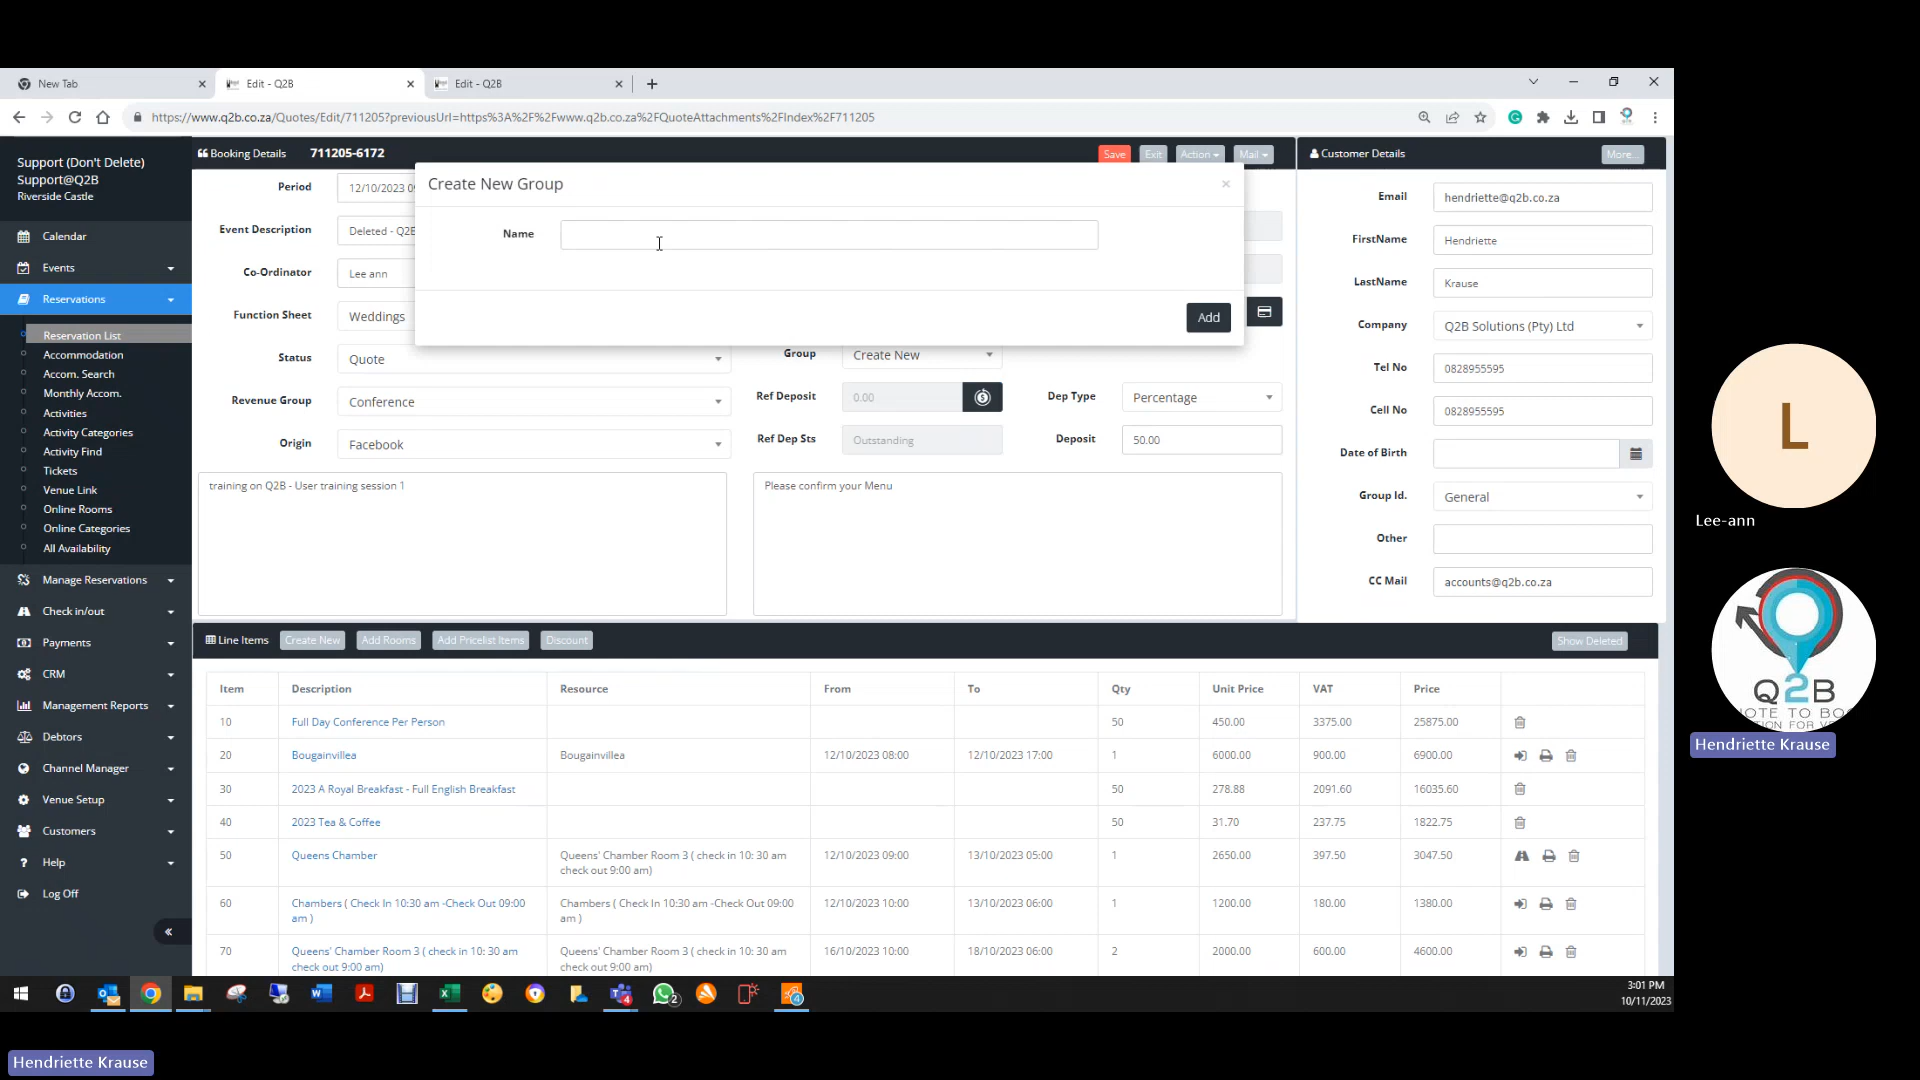 New Tab
Edit - Q2B
Edit - Q2B
https://www.q2b.co.za/Quotes/Edit/711205?previousUrl=https%3A%2F%2Fwww.q2b.co.za%2FQuoteAttachments%2FIndex%2F711205
Support (Don't Delete)
Support@Q2B
Riverside Castle
Calendar
Events
Reservations
Reservation List
Accommodation
Accom. Search
Monthly Accom.
Activities
Activity Categories
Activity Find
Tickets
Venue Link
Online Rooms
Online Categories
All Availability
Manage Reservations
Check in/out
Payments
CRM
Management Reports
Debtors
Channel Manager
Venue Setup
Customers
Help
Log Off
Booking Details 711205-6172 Save Exit Action Mail
Create New Group
Name
Add
Period 12/10/2023
Event Description Deleted - Q2B
Co-Ordinator Lee ann
Function Sheet Weddings
Status Quote
Revenue Group Conference
Origin Facebook
Group Create New
Ref Deposit 0.00 Dep Type Percentage
Ref Dep Sts Outstanding Deposit 50.00
training on Q2B - User training session 1
Please confirm your Menu
Customer Details More...
Email hendriette@q2b.co.za
FirstName Hendriette
LastName Krause
Company Q2B Solutions (Pty) Ltd
Tel No 0828955595
Cell No 0828955595
Date of Birth
Group Id. General
Other
CC Mail accounts@q2b.co.za
Line Items Create New Add Rooms Add Pricelist Items Discount Show Deleted
Item Description Resource From To Qty Unit Price VAT Price
10 Full Day Conference Per Person 50 450.00 3375.00 25875.00
20 Bougainvillea Bougainvillea 12/10/2023 08:00 12/10/2023 17:00 1 6000.00 900.00 6900.00
30 2023 A Royal Breakfast - Full English Breakfast 50 278.88 2091.60 16035.60
40 2023 Tea & Coffee 50 31.70 237.75 1822.75
50 Queens Chamber Queens' Chamber Room 3 ( check in 10: 30 am 12/10/2023 09:00 13/10/2023 05:00 1 2650.00 397.50 3047.50
check out 9:00 am)
60 Chambers ( Check In 10:30 am -Check Out 09:00 Chambers ( Check In 10:30 am -Check Out 09:00 12/10/2023 10:00 13/10/2023 06:00 1 1200.00 180.00 1380.00
am ) am )
70 Queens' Chamber Room 3 ( check in 10: 30 am Queens' Chamber Room 3 ( check in 10: 30 am 16/10/2023 10:00 18/10/2023 06:00 2 2000.00 600.00 4600.00
check out 9:00 am) check out 9:00 am)
3:01 PM
10/11/2023
L
Lee-ann
Q2B
Hendriette Krause
Hendriette Krause